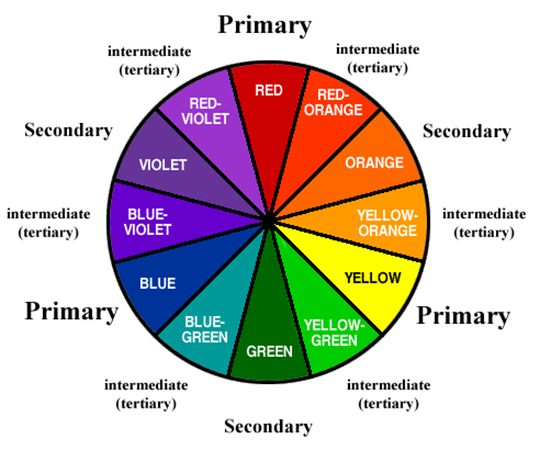 Primary
intermediate
(tertiary)
intermediate
(tertiary)
RED
RED-
VIOLET
RED-
ORANGE
Secondary
Secondary
VIOLET
ORANGE
intermediate
(tertiary)
BLUE-
VIOLET
YELLOW-
ORANGE
intermediate
(tertiary)
BLUE
YELLOW
Primary
Primary
BLUE-
GREEN
YELLOW-
GREEN
GREEN
intermediate
(tertiary)
intermediate
(tertiary)
Secondary